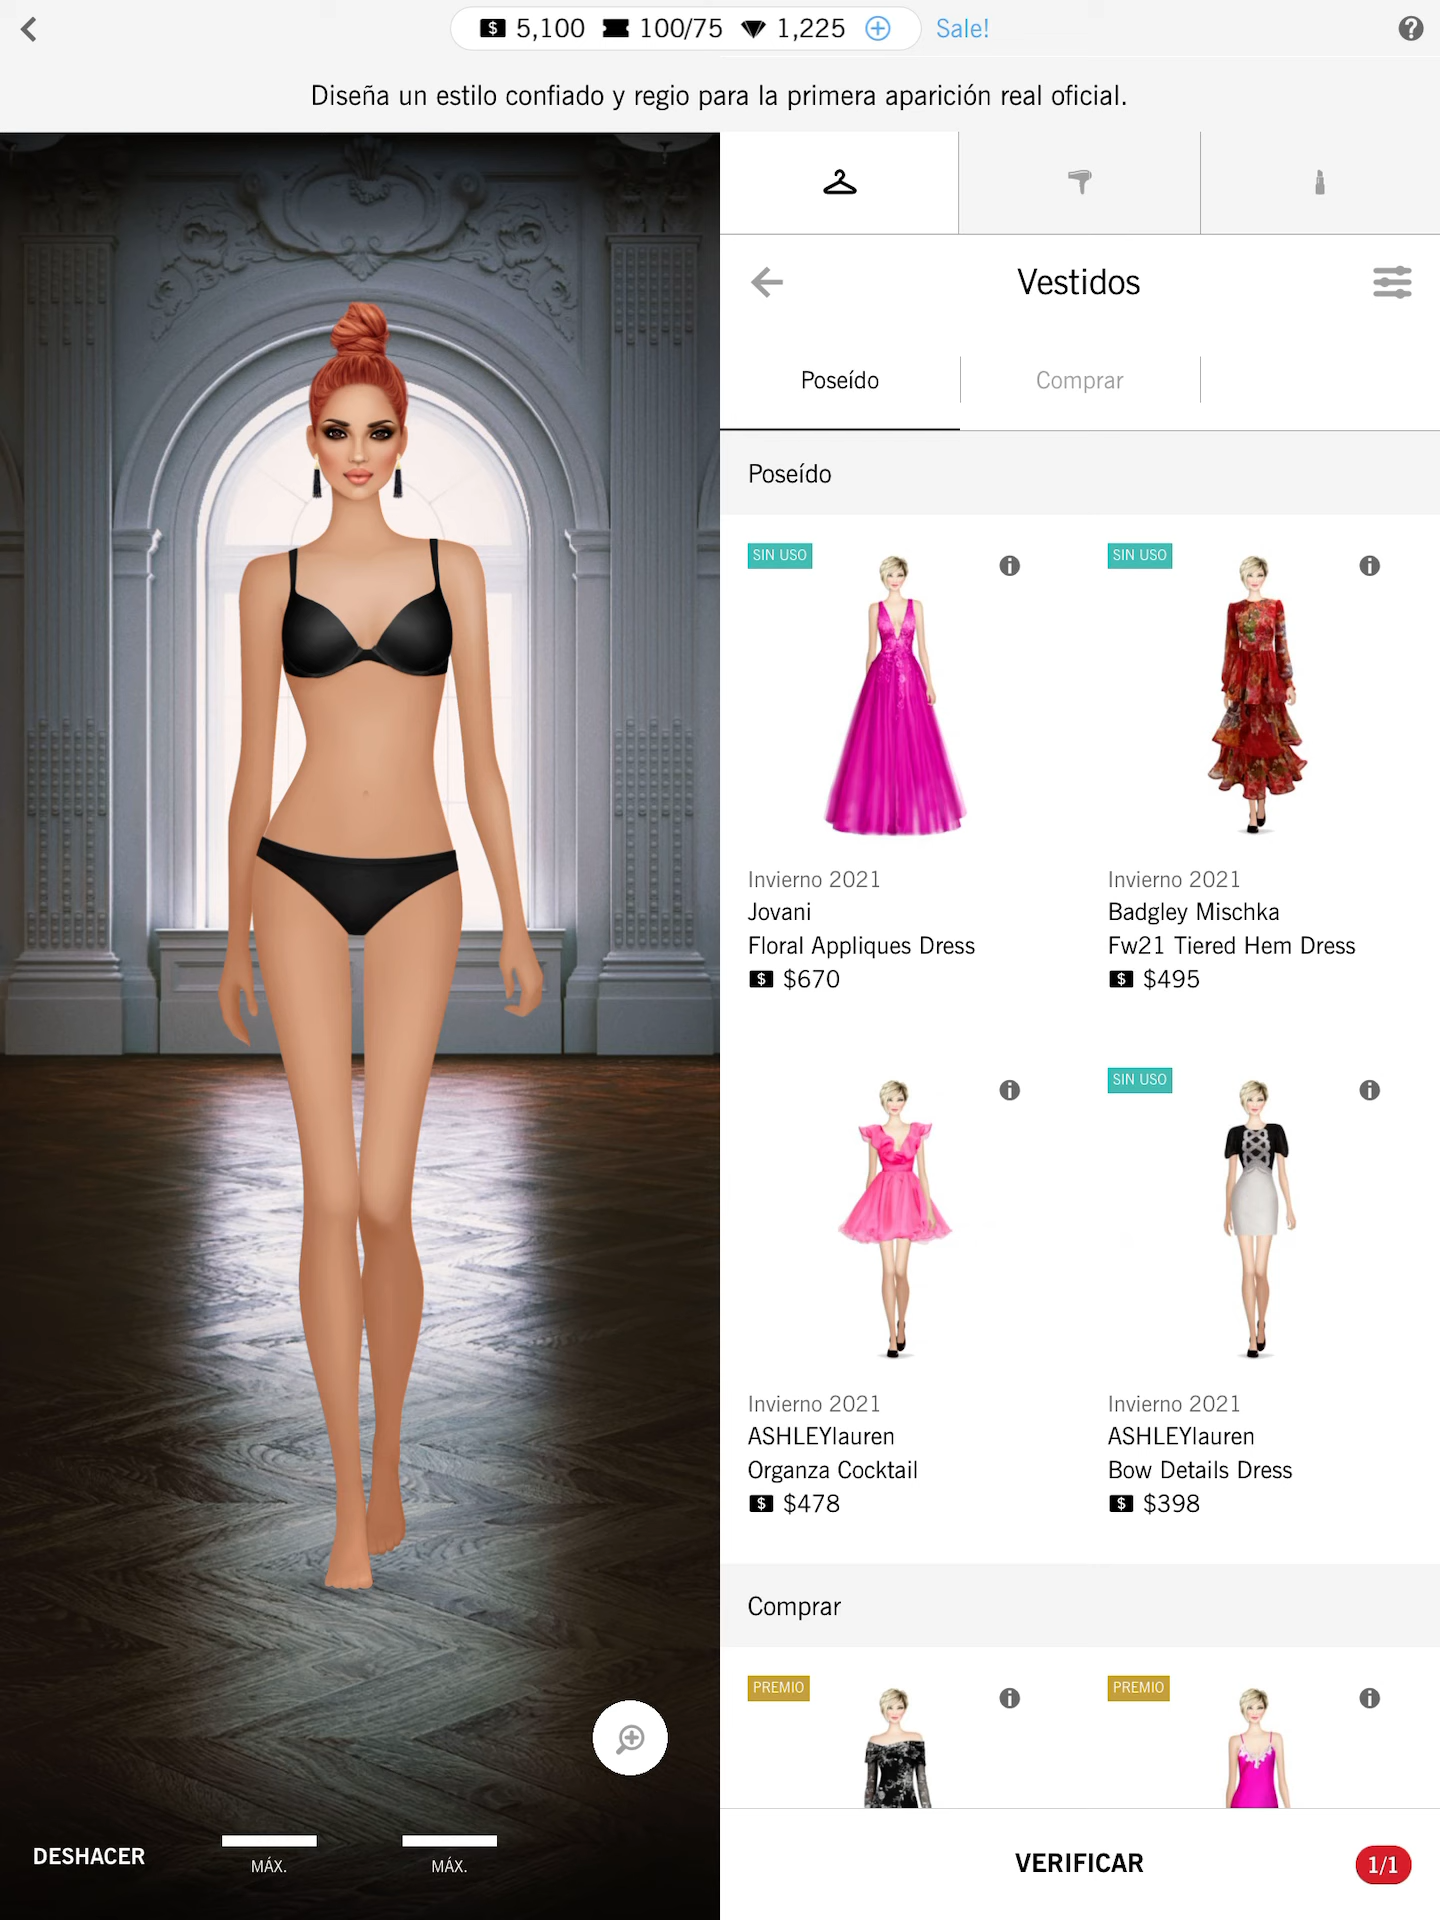 5,100 100/75 1,225 Sale!
Diseña un estilo confiado y regio para la primera aparición real oficial.
Vestidos
Poseído Comprar
Poseído
SIN USO
Invierno 2021
Jovani
Floral Appliques Dress
$ $670
SIN USO
Invierno 2021
Badgley Mischka
Fw21 Tiered Hem Dress
$ $495
Invierno 2021
ASHLEYlauren
Organza Cocktail
$ $478
SIN USO
Invierno 2021
ASHLEYlauren
Bow Details Dress
$ $398
Comprar
PREMIO
PREMIO
DESHACER
MÁX.
MÁX.
VERIFICAR
1/1